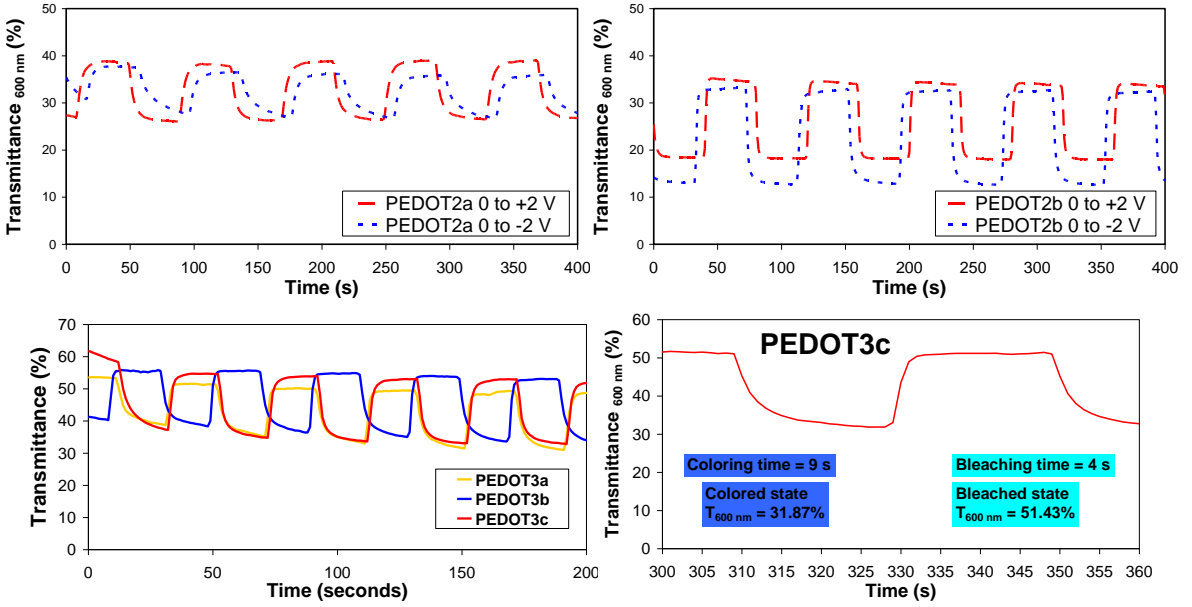 Transmittance 600 nm (%)
50
40
30
20
10
0
PEDOT2a 0 to +2 V
PEDOT2a 0 to -2 V
0 50 100 150 200 250 300 350 400
Time (s)
Transmittance 600 nm (%)
50
40
30
20
10
0
PEDOT2b 0 to +2 V
PEDOT2b 0 to -2 V
0 50 100 150 200 250 300 350 400
Time (s)
Transmittance (%)
70
60
50
40
30
20
10
0
PEDOT3a
PEDOT3b
PEDOT3c
0 50 100 150 200
Time (seconds)
Transmittance 600 nm (%)
60
50
40
30
20
10
0
PEDOT3c
Coloring time = 9 s
Bleaching time = 4 s
Colored state
T600 nm = 31.87%
Bleached state
T600 nm = 51.43%
300 305 310 315 320 325 330 335 340 345 350 355 360
Time (s)